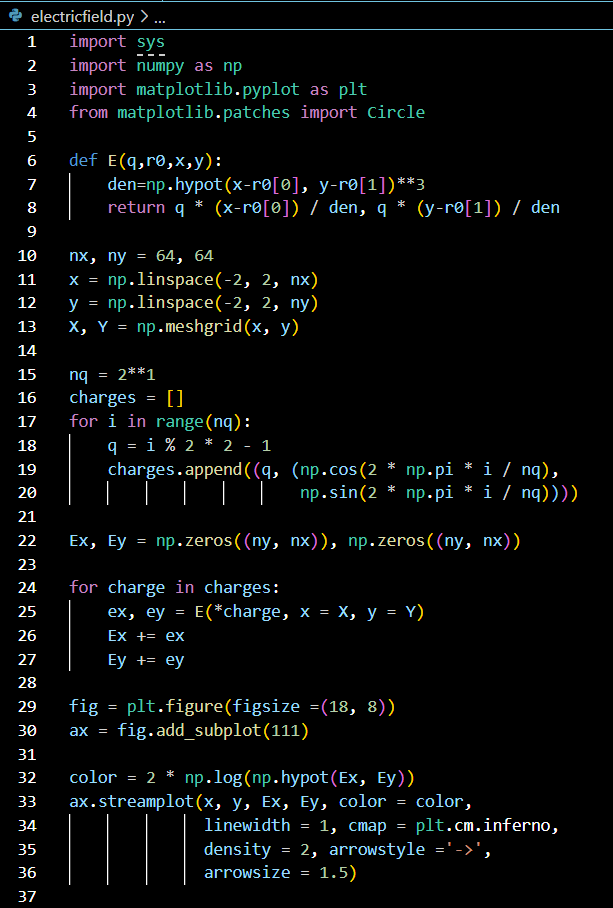 electricfield.py > ...
1 import sys
2 import numpy as np
3 import matplotlib.pyplot as plt
4 from matplotlib.patches import Circle
5
6 def E(q,r0,x,y):
7     den=np.hypot(x-r0[0], y-r0[1])**3
8     return q * (x-r0[0]) / den, q * (y-r0[1]) / den
9
10 nx, ny = 64, 64
11 x = np.linspace(-2, 2, nx)
12 y = np.linspace(-2, 2, ny)
13 X, Y = np.meshgrid(x, y)
14
15 nq = 2**1
16 charges = []
17 for i in range(nq):
18     q = i % 2 * 2 - 1
19     charges.append((q, (np.cos(2 * np.pi * i / nq),
20                         np.sin(2 * np.pi * i / nq))))
21
22 Ex, Ey = np.zeros((ny, nx)), np.zeros((ny, nx))
23
24 for charge in charges:
25     ex, ey = E(*charge, x = X, y = Y)
26     Ex += ex
27     Ey += ey
28
29 fig = plt.figure(figsize =(18, 8))
30 ax = fig.add_subplot(111)
31
32 color = 2 * np.log(np.hypot(Ex, Ey))
33 ax.streamplot(x, y, Ex, Ey, color = color,
34               linewidth = 1, cmap = plt.cm.inferno,
35               density = 2, arrowstyle ='->',
36               arrowsize = 1.5)
37